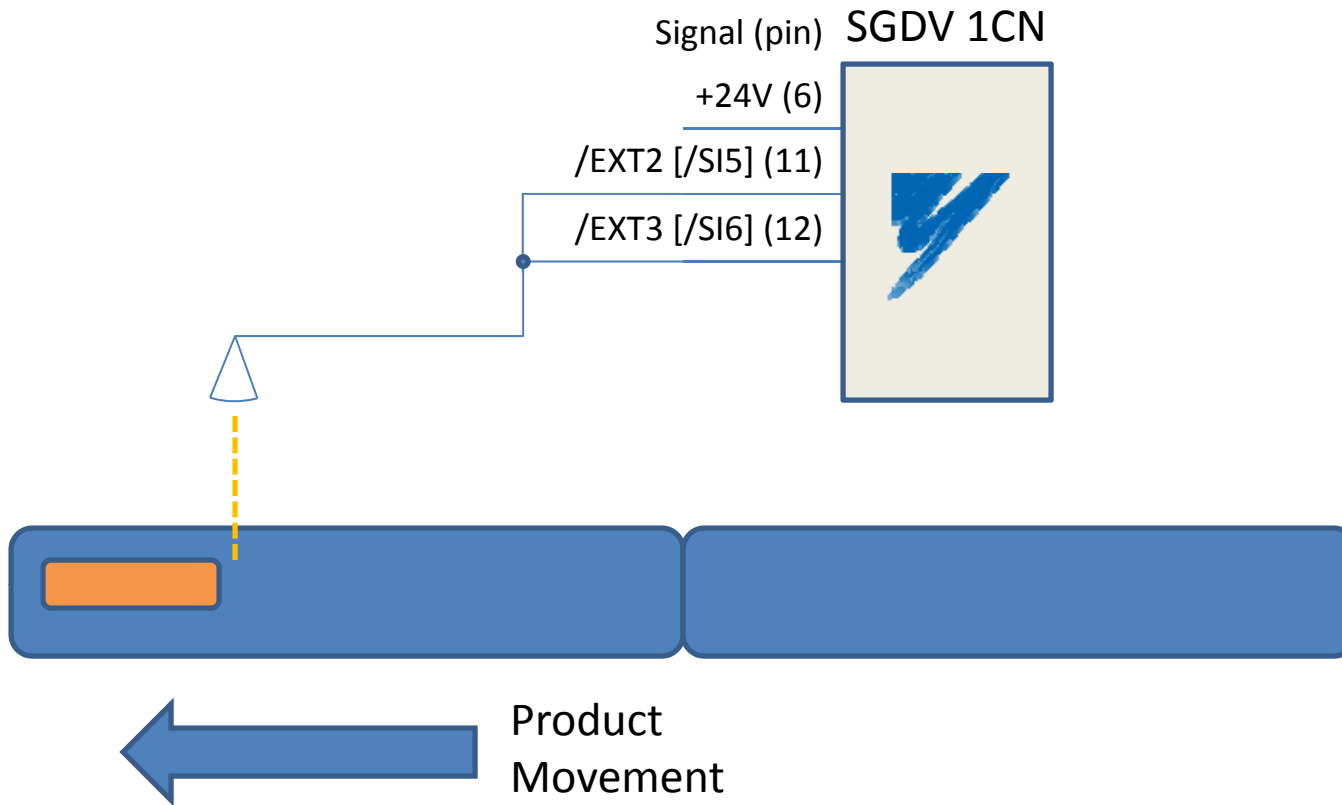 Signal (pin) SGDV 1CN
+24V (6)
/EXT2 [/SI5] (11)
/EXT3 [/SI6] (12)
Product
Movement